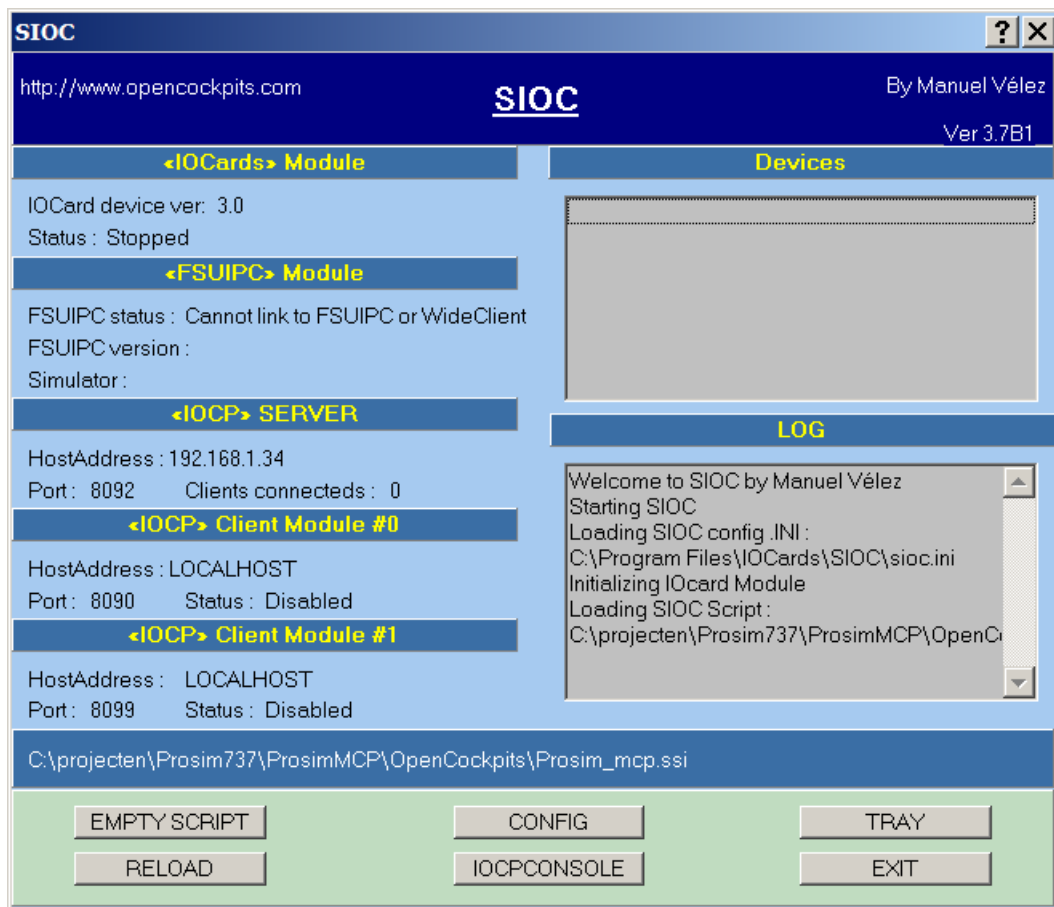 SIOC
http://www.opencockpits.com
SIOC
By Manuel Vélez
Ver 3.7B1
«IOCards» Module
IOCard device ver: 3.0
Status : Stopped
«FSUIPC» Module
FSUIPC status : Cannot link to FSUIPC or WideClient
FSUIPC version :
Simulator :
«IOCP» SERVER
HostAddress : 192.168.1.34
Port : 8092 Clients connecteds : 0
«IOCP» Client Module #0
HostAddress : LOCALHOST
Port : 8090 Status : Disabled
«IOCP» Client Module #1
HostAddress : LOCALHOST
Port : 8099 Status : Disabled
Devices
LOG
Welcome to SIOC by Manuel Vélez
Starting SIOC
Loading SIOC config .INI :
C:\Program Files\IOCards\SIOC\sioc.ini
Initializing IOcard Module
Loading SIOC Script :
C:\projecten\Prosim737\ProsimMCP\OpenCo
C:\projecten\Prosim737\ProsimMCP\OpenCockpits\Prosim_mcp.ssi
EMPTY SCRIPT CONFIG TRAY
RELOAD IOCPCONSOLE EXIT